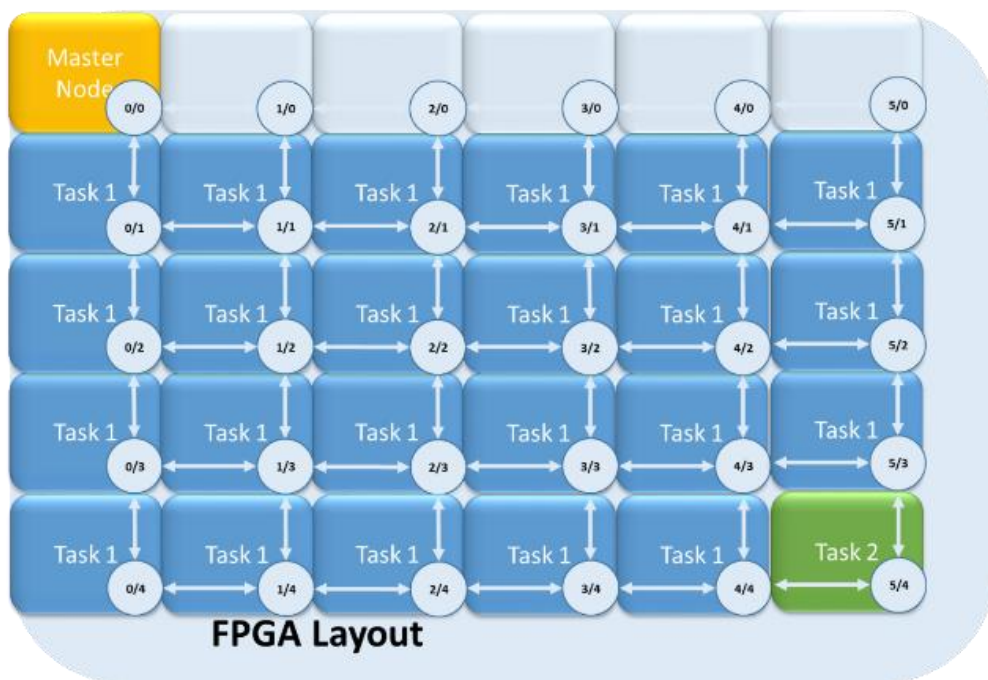 Master
Node
0/0 1/0 2/0 3/0 4/0 5/0
Task 1 Task 1 Task 1 Task 1 Task 1 Task 1
0/1 1/1 2/1 3/1 4/1 5/1
Task 1 Task 1 Task 1 Task 1 Task 1 Task 1
0/2 1/2 2/2 3/2 4/2 5/2
Task 1 Task 1 Task 1 Task 1 Task 1 Task 1
0/3 1/3 2/3 3/3 4/3 5/3
Task 1 Task 1 Task 1 Task 1 Task 1 Task 2
0/4 1/4 2/4 3/4 4/4 5/4
FPGA Layout